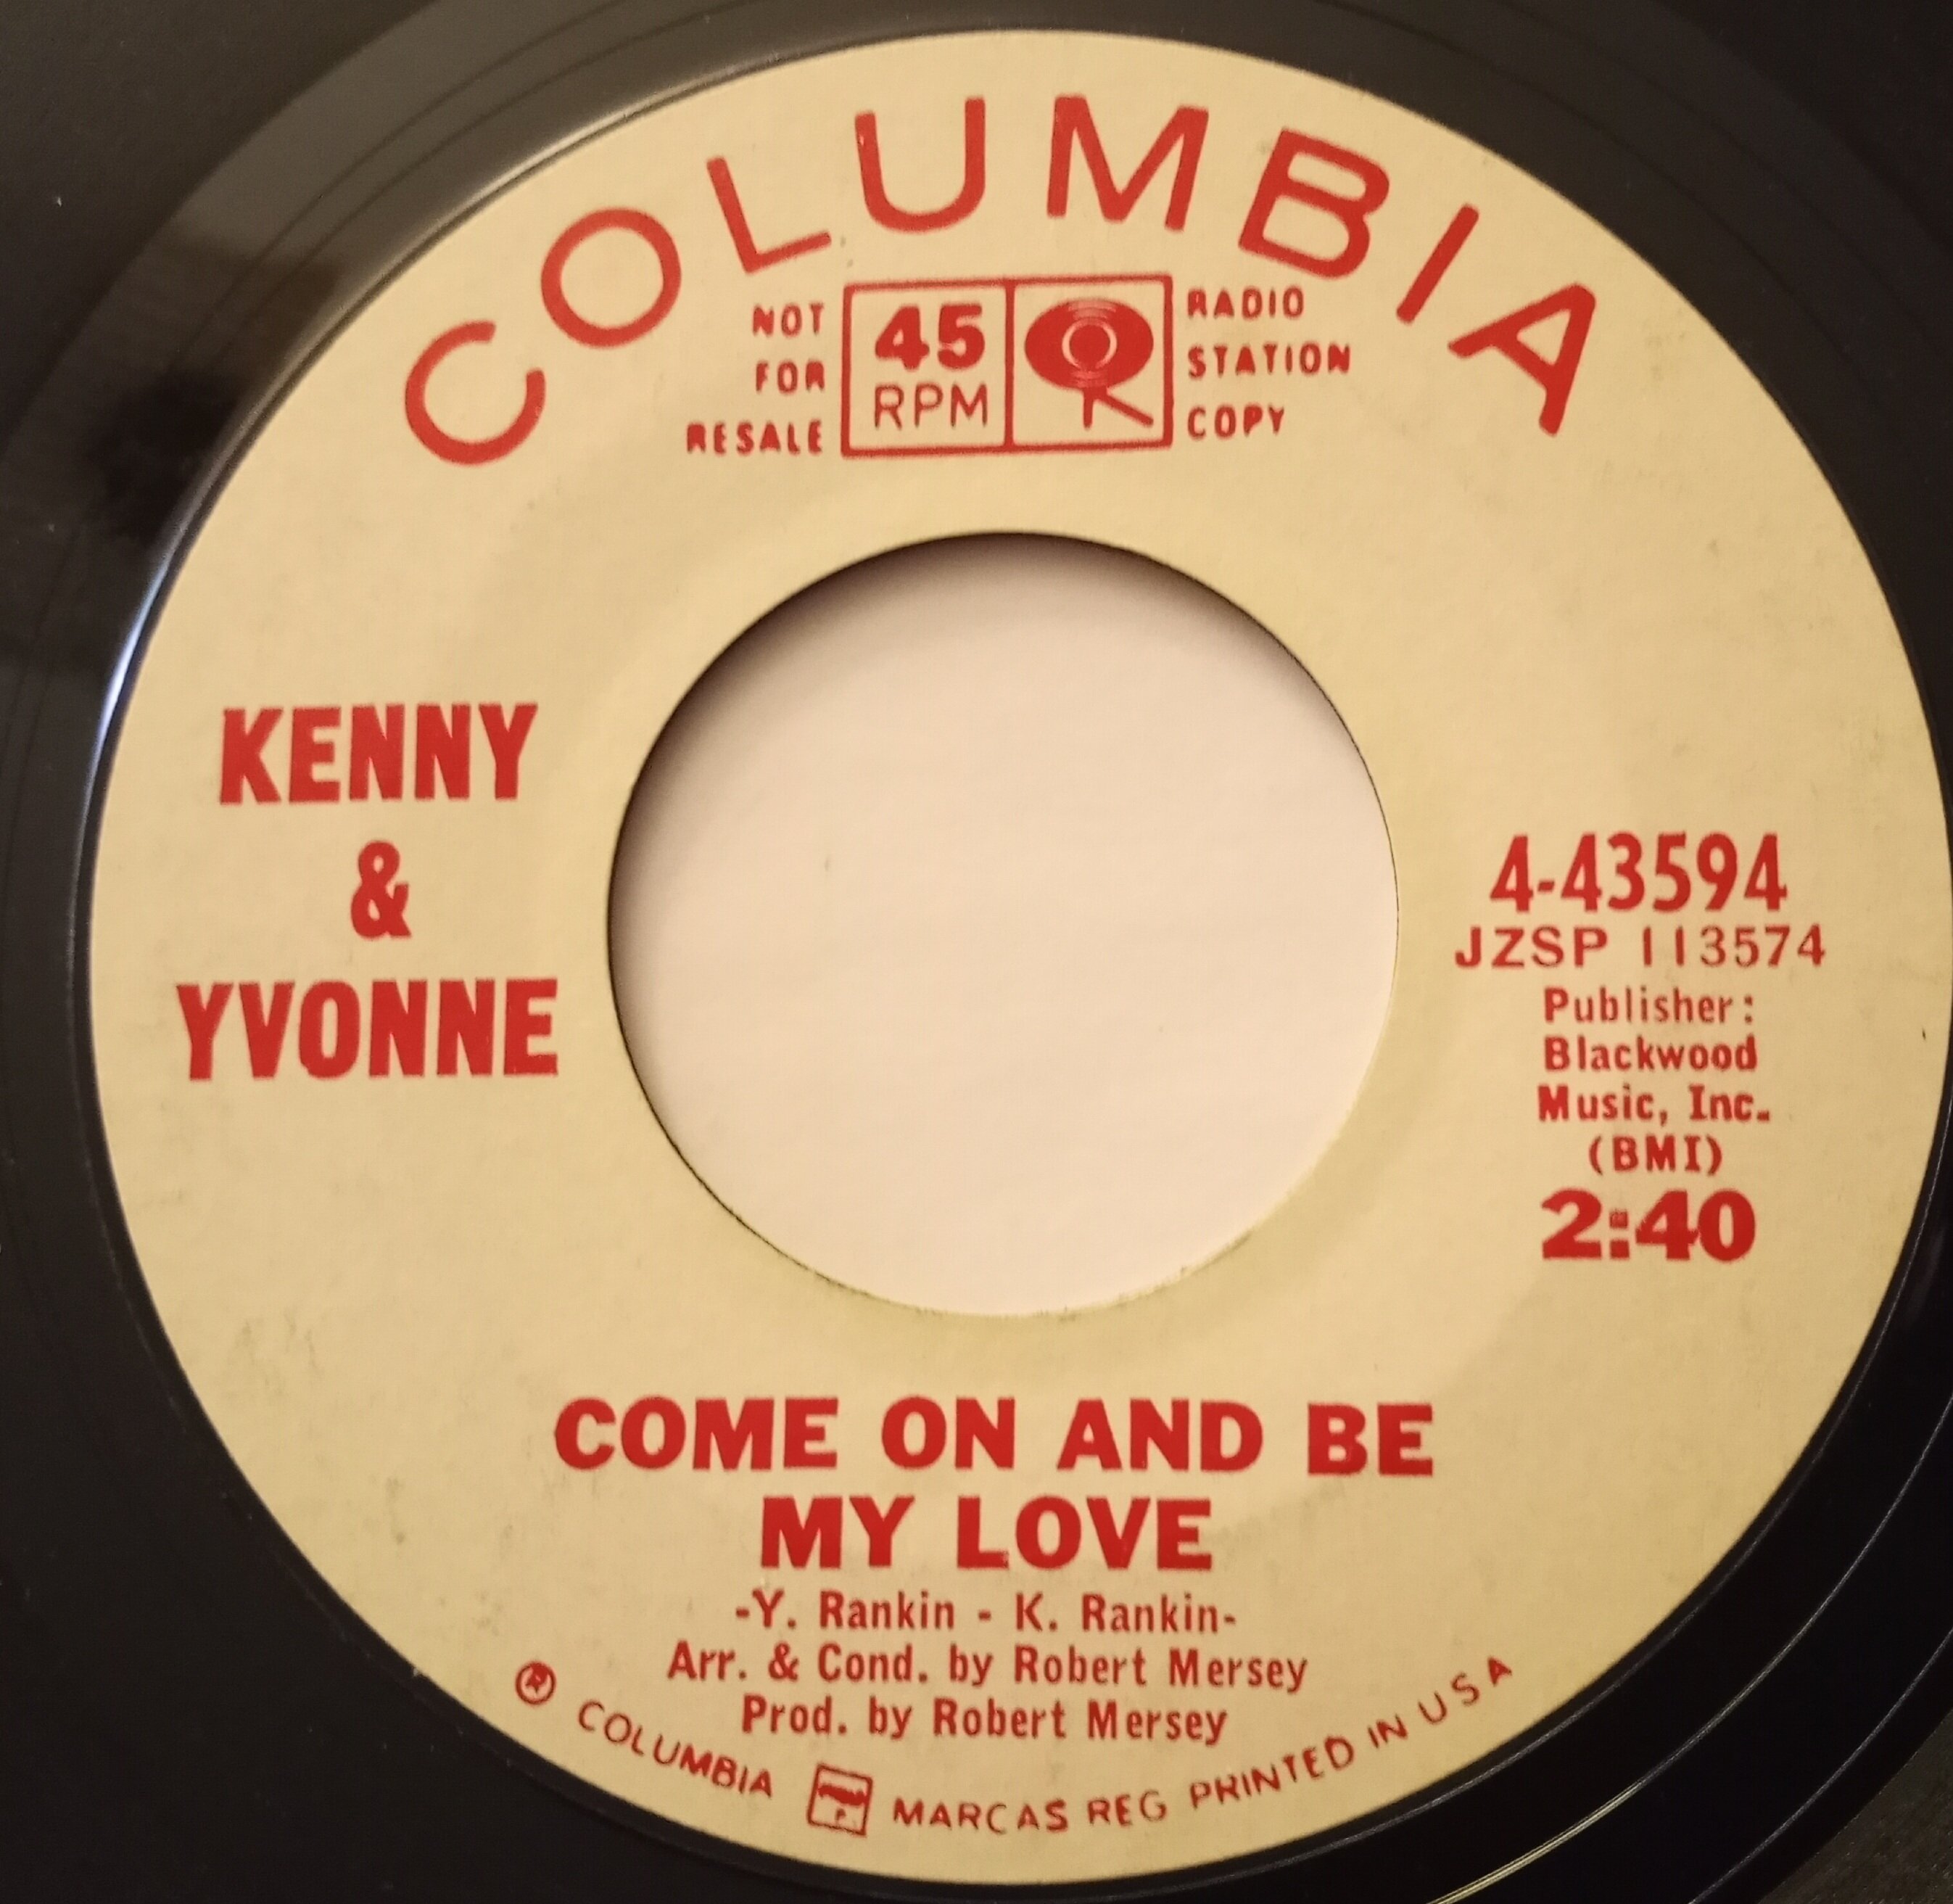 COLUMBIA
NOT
FOR
RESALE
45
RPM
RADIO
STATION
COPY
KENNY
&
YVONNE
4-43594
JZSP 113574
Publisher:
Blackwood
Music, Inc.
(BMI)
2:40
COME ON AND BE
MY LOVE
-Y. Rankin - K. Rankin-
Arr. & Cond. by Robert Mersey
Prod. by Robert Mersey
® COLUMBIA MARCAS REG PRINTED IN USA